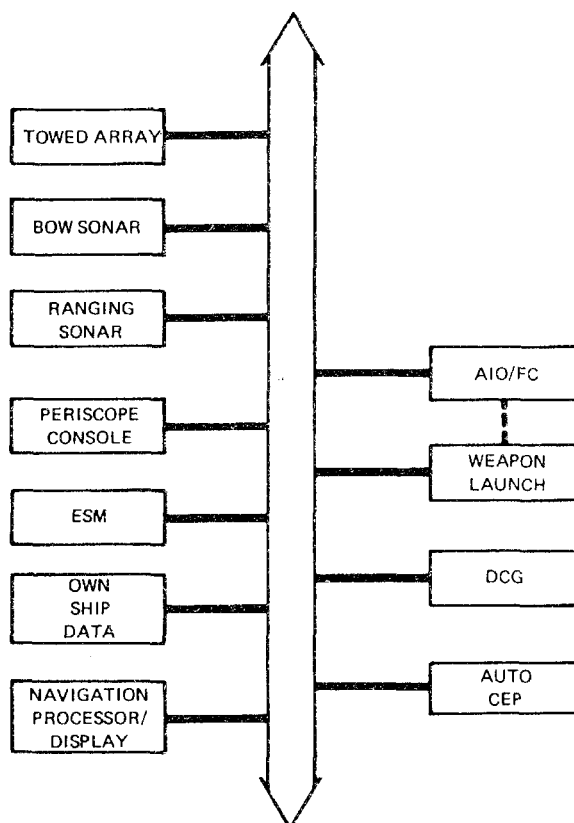 TOWED ARRAY
BOW SONAR
RANGING
SONAR
PERISCOPE
CONSOLE
ESM
OWN
SHIP
DATA
NAVIGATION
PROCESSOR/
DISPLAY
AIO/FC
WEAPON
LAUNCH
DCG
AUTO
CEP